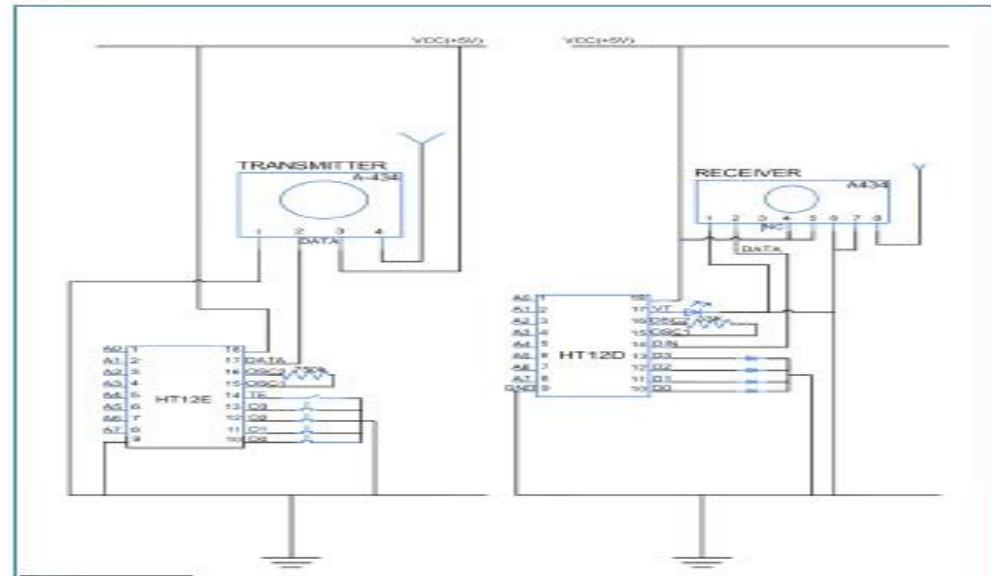 VDC(+5V)
VDC(+5V)
TRANSMITTER
A-434
1 2 3 4
DATA
RECEIVER
A434
1 2 3 4 5 6 7 8
NC
DATA
A0 1 18
A1 2 17 DATA
A2 3 16 OSC2
A3 4 15 OSC1
A4 5 14 TE
A5 6 13 D3
A6 7 12 D2
A7 8 11 D1
9 10 D0
HT12E
A0 1 18
A1 2 17 VT
A2 3 16 OSC2 33K
A3 4 15 OSC1
A4 5 14 DIN
A5 6 13 D3
A6 7 12 D2
A7 8 11 D1
GND 9 10 D0
HT12D